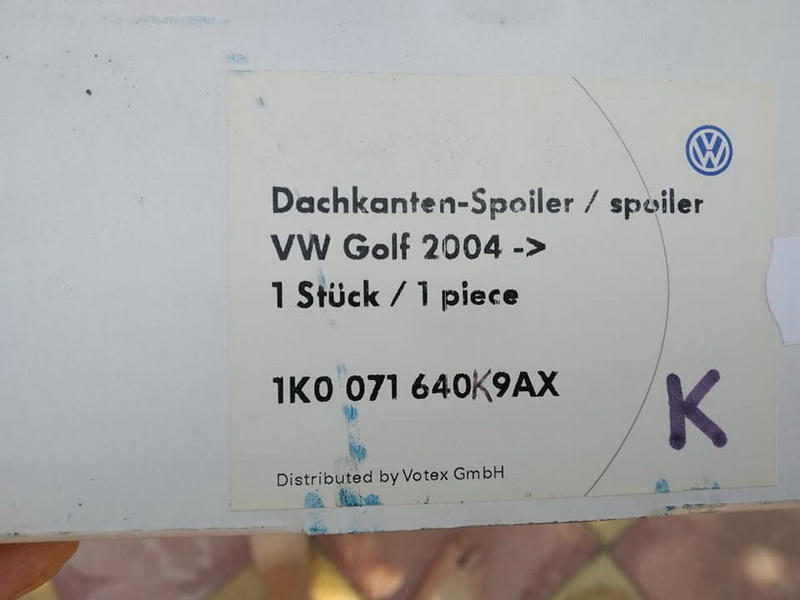 Dachkanten-Spoiler / spoiler
VW Golf 2004 ->
1 Stück / 1 piece
1K0 071 640K9AX
K
Distributed by Votex GmbH